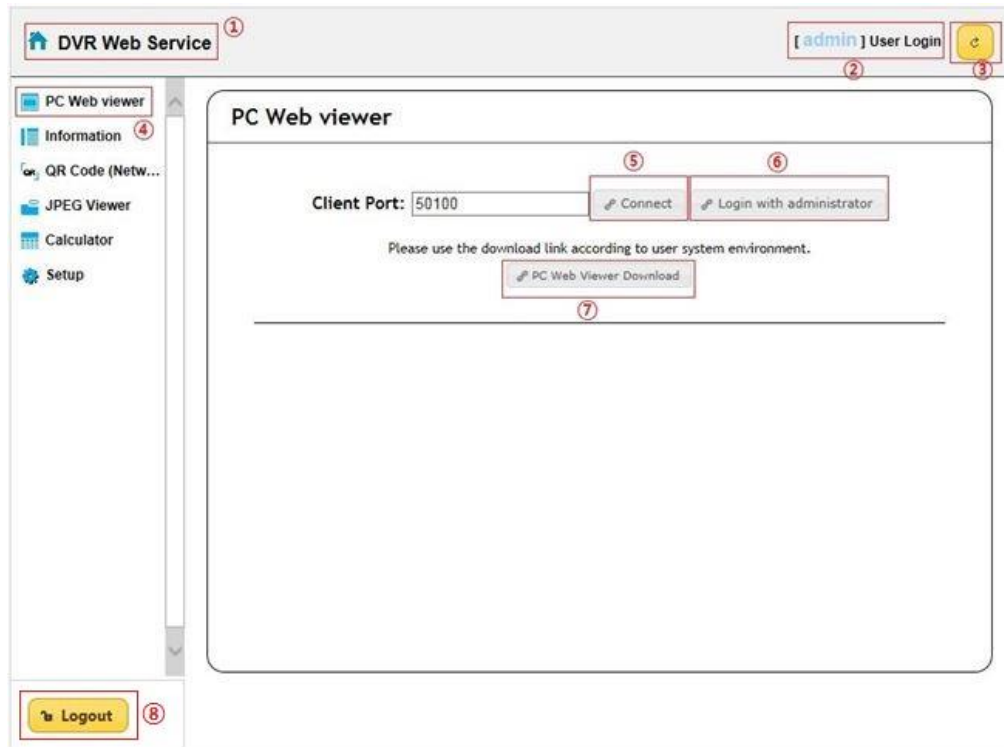 DVR Web Service
①
[ admin ] User Login
②
③
PC Web viewer
④
Information
QR Code (Netw...
JPEG Viewer
Calculator
Setup
PC Web viewer
⑤
⑥
Client Port: 50100
Connect
Login with administrator
Please use the download link according to user system environment.
PC Web Viewer Download
⑦
Logout
⑧